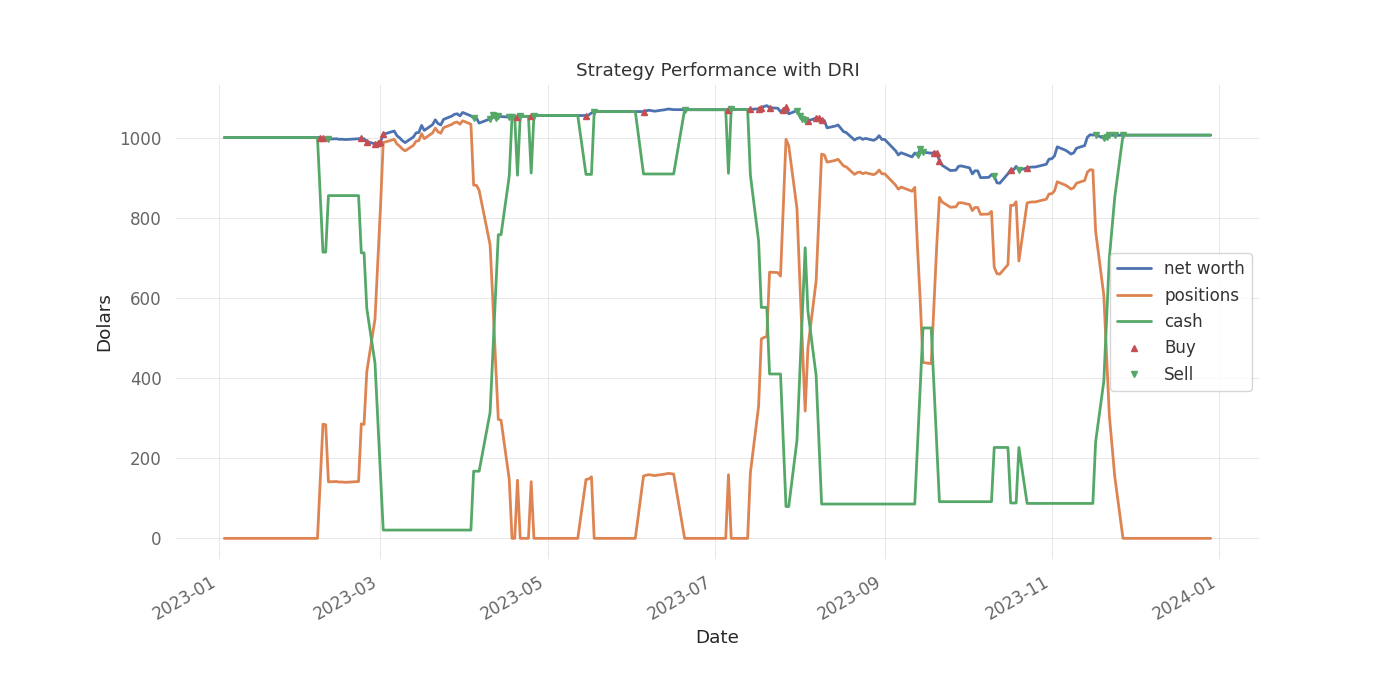 Strategy Performance with DRI
Dolars
1000
800
600
400
200
0
net worth
positions
cash
Buy
Sell
2023-01
2023-03
2023-05
2023-07
2023-09
2023-11
2024-01
Date